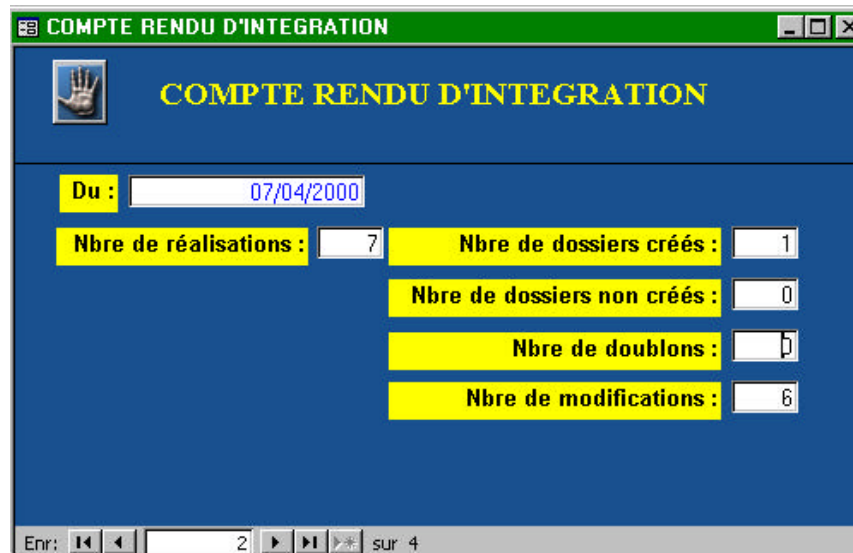 COMPTE RENDU D'INTEGRATION
COMPTE RENDU D'INTEGRATION
Du : 07/04/2000
Nbre de réalisations : 7 Nbre de dossiers créés : 1
Nbre de dossiers non créés : 0
Nbre de doublons : 0
Nbre de modifications : 6
Enr: 2 sur 4